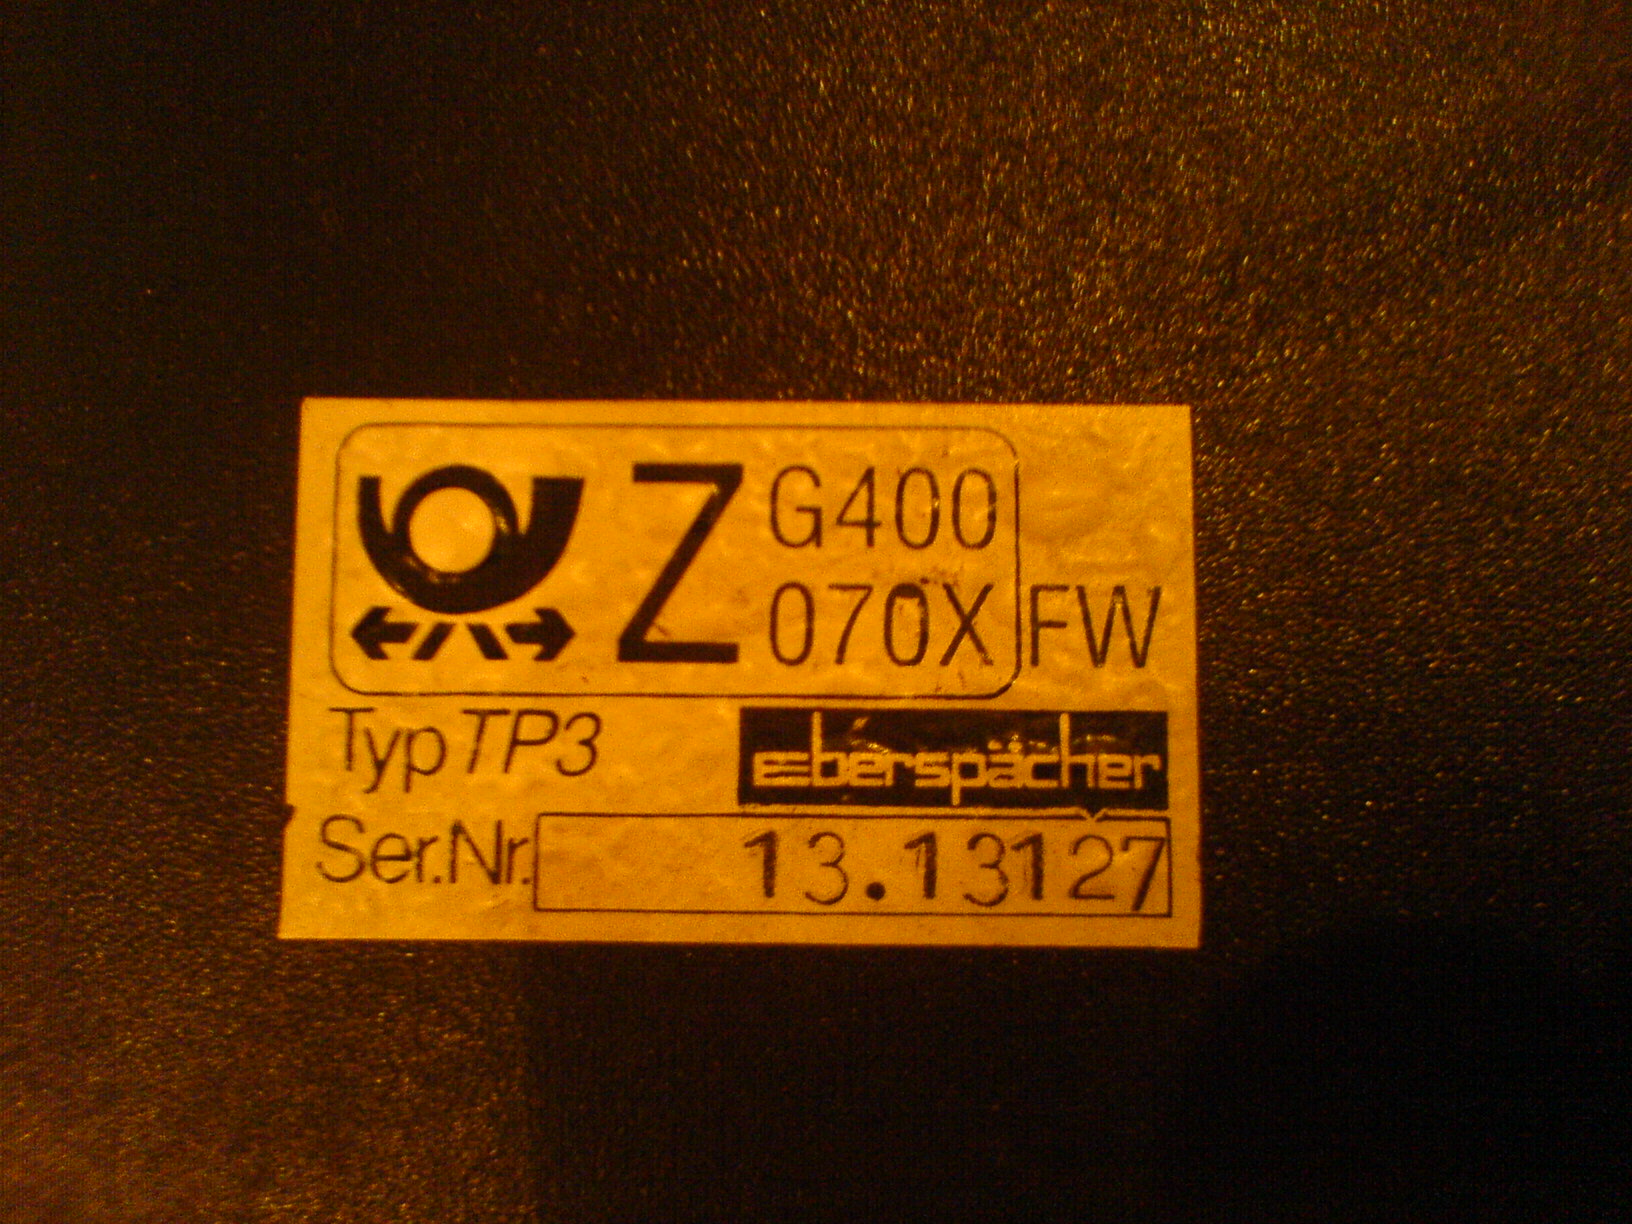 Z G400
070X FW
Typ TP3
eberspächer
Ser.Nr. 13.13127